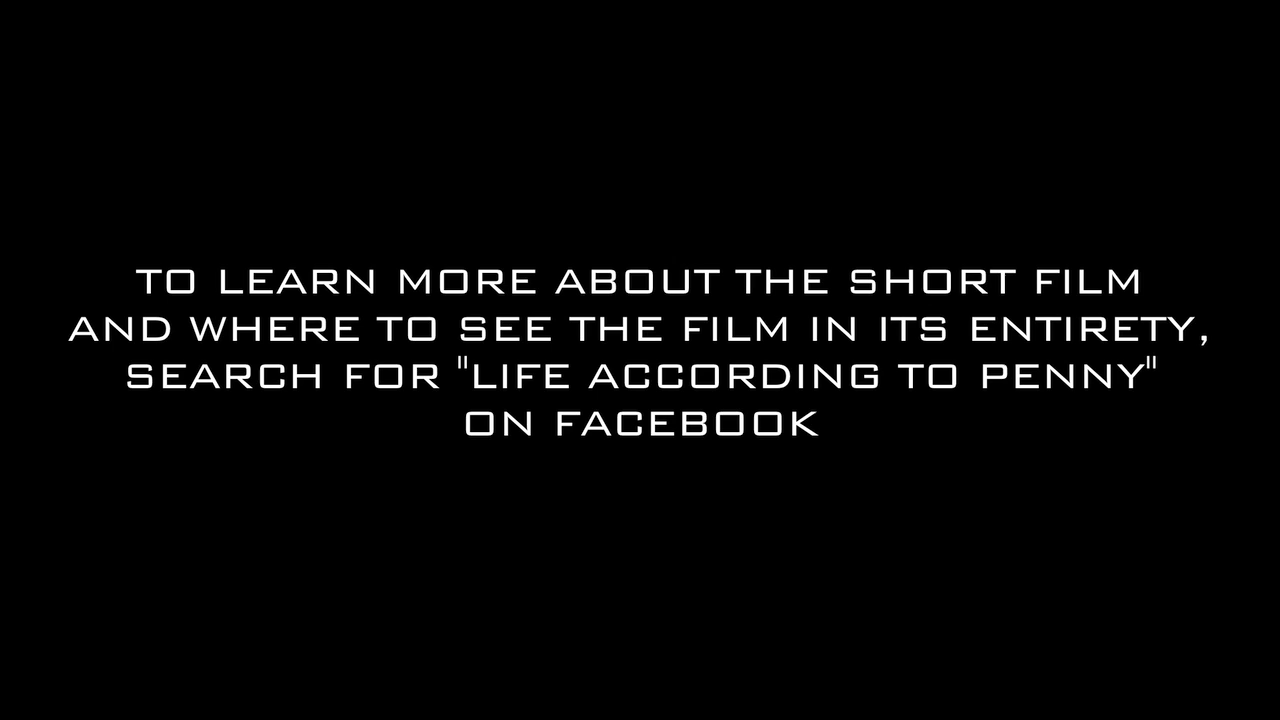 TO LEARN MORE ABOUT THE SHORT FILM
AND WHERE TO SEE THE FILM IN ITS ENTIRETY,
SEARCH FOR "LIFE ACCORDING TO PENNY"
ON FACEBOOK